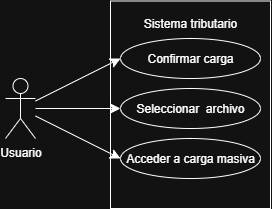 Sistema tributario
Confirmar carga
Seleccionar archivo
Usuario
Acceder a carga masiva